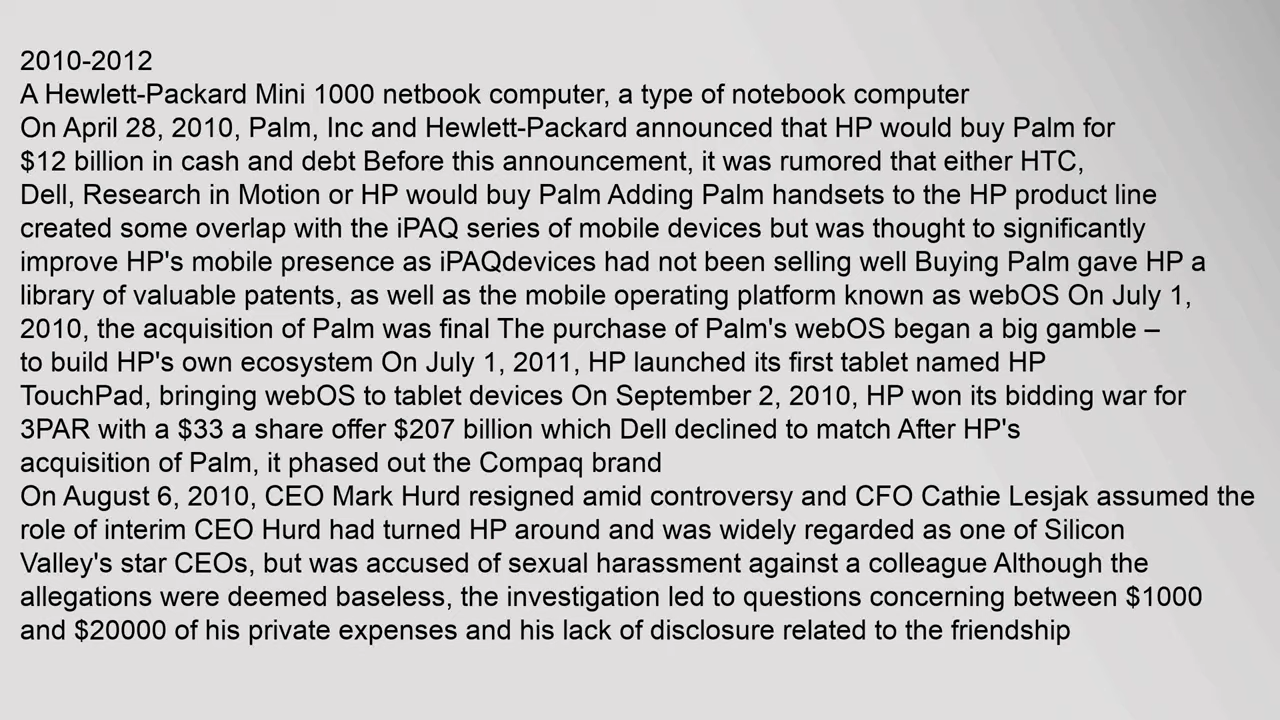 2010-2012
A Hewlett-Packard Mini 1000 netbook computer, a type of notebook computer
On April 28, 2010, Palm, Inc and Hewlett-Packard announced that HP would buy Palm for
$12 billion in cash and debt Before this announcement, it was rumored that either HTC,
Dell, Research in Motion or HP would buy Palm Adding Palm handsets to the HP product line
created some overlap with the iPAQ series of mobile devices but was thought to significantly
improve HP's mobile presence as iPAQdevices had not been selling well Buying Palm gave HP a
library of valuable patents, as well as the mobile operating platform known as webOS On July 1,
2010, the acquisition of Palm was final The purchase of Palm's webOS began a big gamble –
to build HP's own ecosystem On July 1, 2011, HP launched its first tablet named HP
TouchPad, bringing webOS to tablet devices On September 2, 2010, HP won its bidding war for
3PAR with a $33 a share offer $207 billion which Dell declined to match After HP's
acquisition of Palm, it phased out the Compaq brand
On August 6, 2010, CEO Mark Hurd resigned amid controversy and CFO Cathie Lesjak assumed the
role of interim CEO Hurd had turned HP around and was widely regarded as one of Silicon
Valley's star CEOs, but was accused of sexual harassment against a colleague Although the
allegations were deemed baseless, the investigation led to questions concerning between $1000
and $20000 of his private expenses and his lack of disclosure related to the friendship